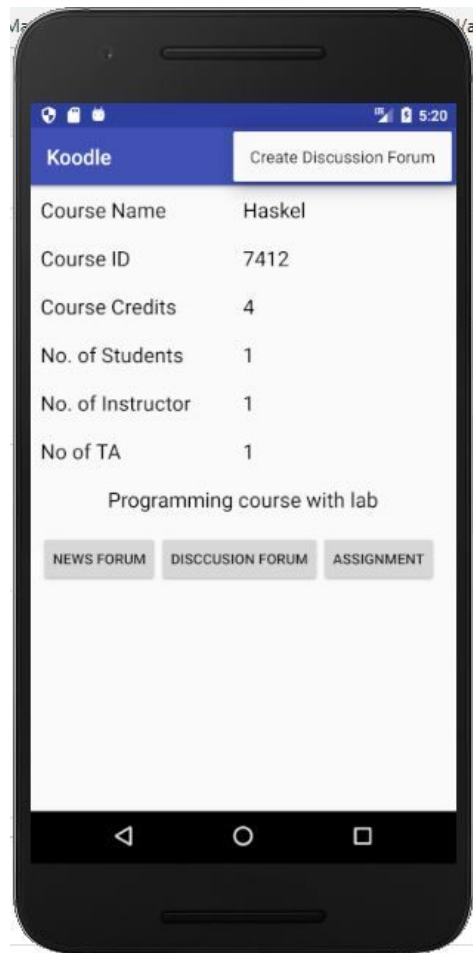 5:20
Koodle
Create Discussion Forum
Course Name Haskel
Course ID 7412
Course Credits 4
No. of Students 1
No. of Instructor 1
No of TA 1
Programming course with lab
NEWS FORUM DISCCUSION FORUM ASSIGNMENT